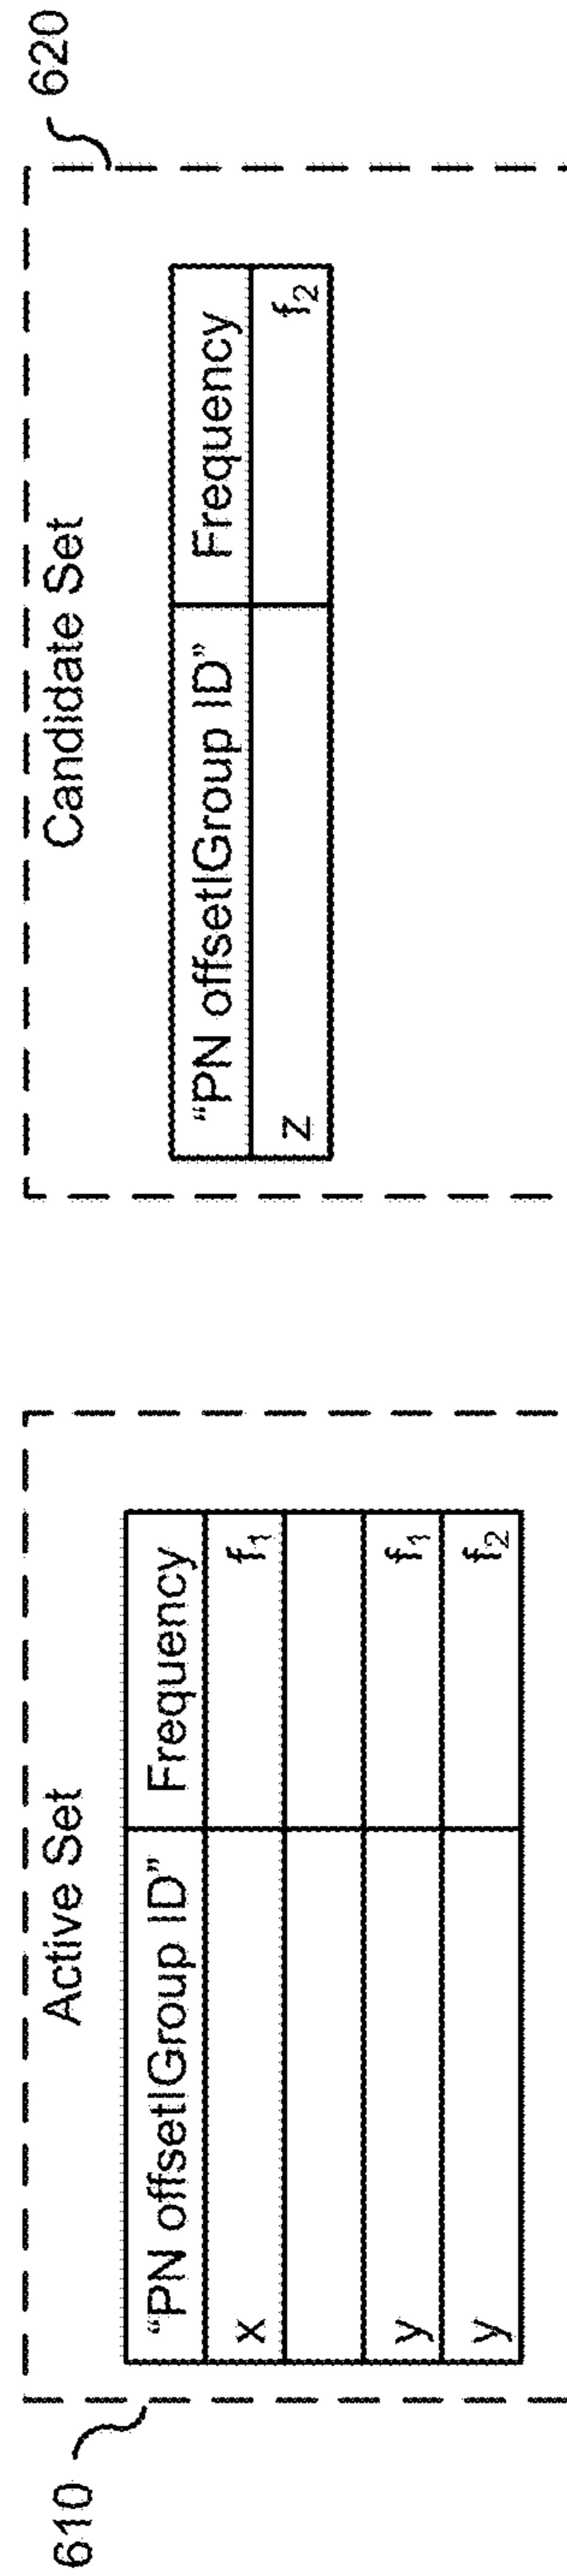 610
Active Set
“PN offset|Group ID” Frequency
x f1
y f1
y f2
620
Candidate Set
“PN offset|Group ID” Frequency
z f2